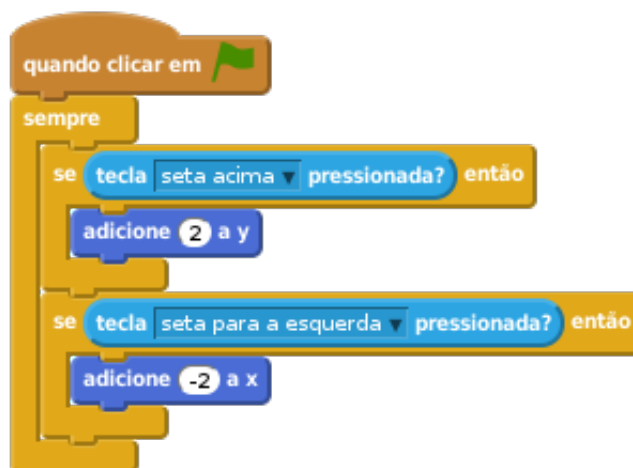 quando clicar em
sempre
se tecla seta acima pressionada? então
adicione 2 a y
se tecla seta para a esquerda pressionada? então
adicione -2 a x